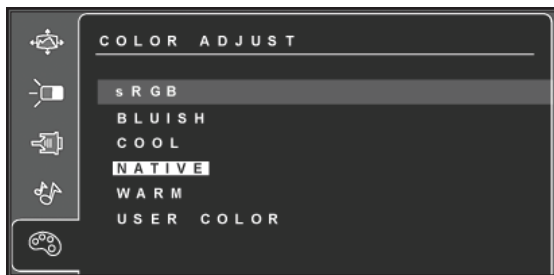 COLOR ADJUST
sRGB
BLUISH
COOL
NATIVE
WARM
USER COLOR